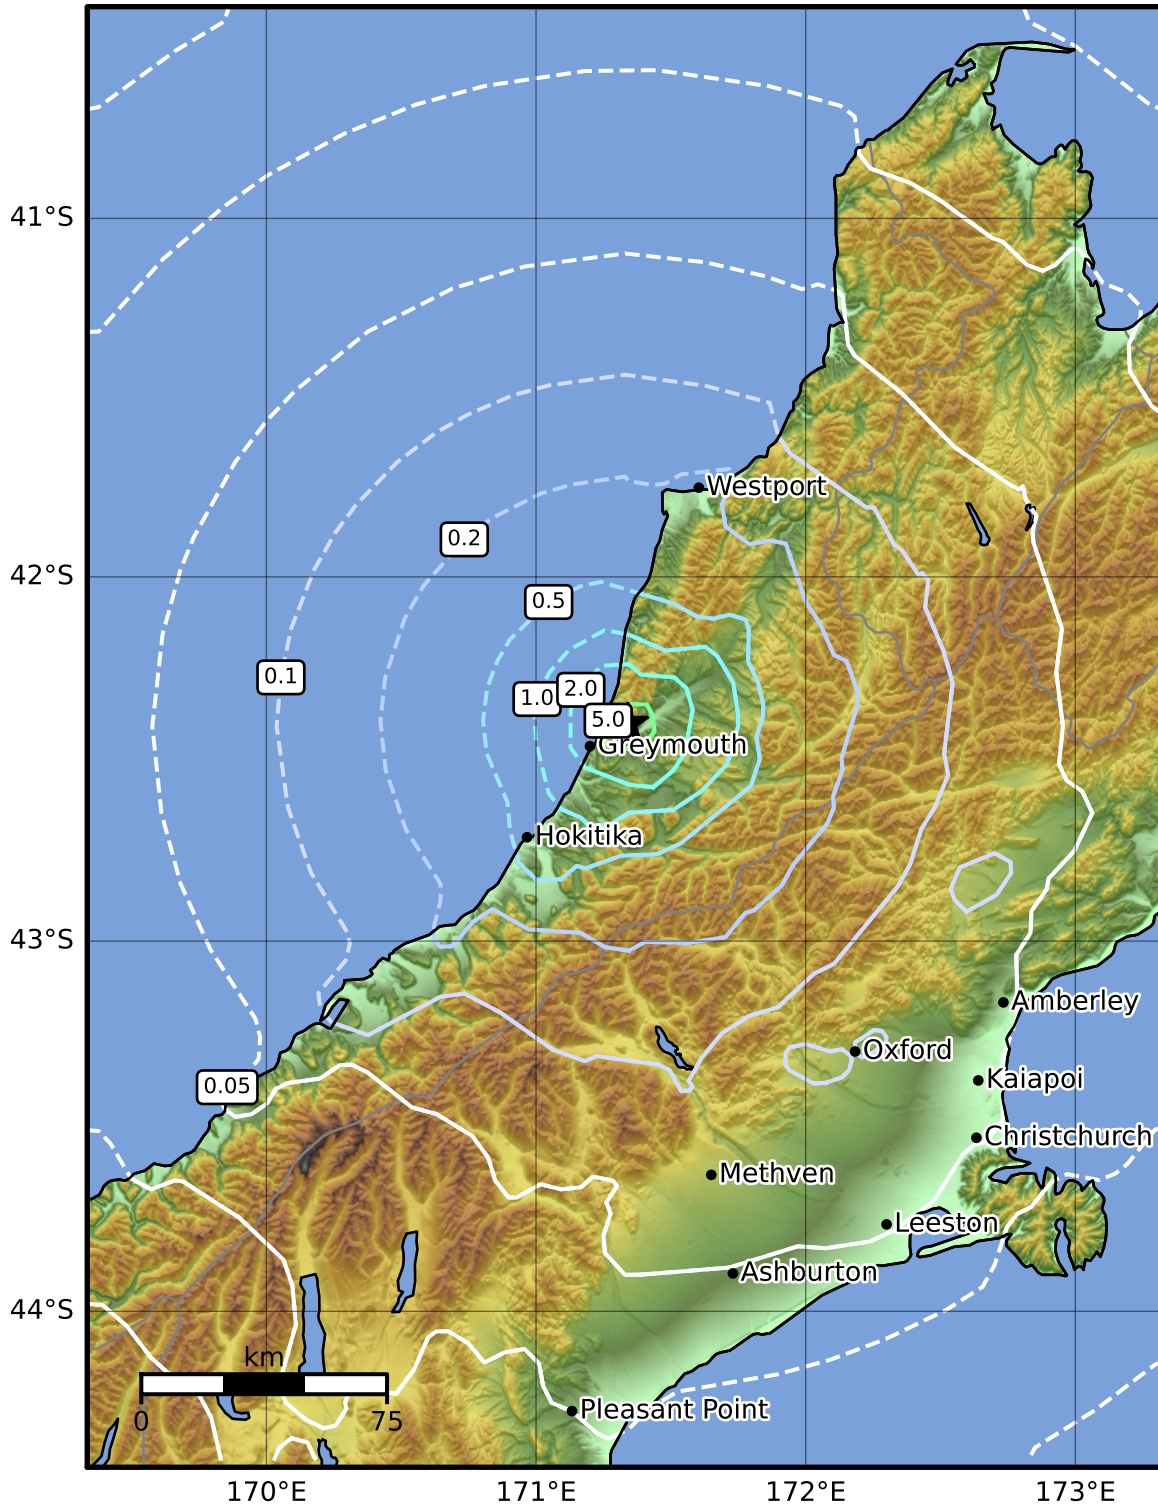 41°S
Westport
0.2
42°S
0.5
0.1
1.0
2.0
5.0
Greymouth
Hokitika
43°S
Amberley
Oxford
Kaiapoi
0.05
Christchurch
Methven
Leeston
Ashburton
44°S
km
0
75
Pleasant Point
170°E
171°E
172°E
173°E